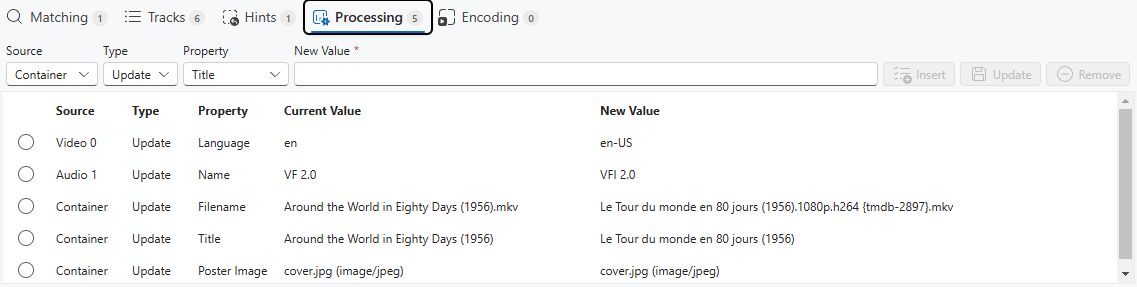 Matching 1 Tracks 6 Hints 1 Processing 5 Encoding 0
Source Type Property New Value *
Container Update Title Insert Update Remove
Source Type Property Current Value New Value
Video 0 Update Language en en-US
Audio 1 Update Name VF 2.0 VFI 2.0
Container Update Filename Around the World in Eighty Days (1956).mkv Le Tour du monde en 80 jours (1956).1080p.h264 {tmdb-2897}.mkv
Container Update Title Around the World in Eighty Days (1956) Le Tour du monde en 80 jours (1956)
Container Update Poster Image cover.jpg (image/jpeg) cover.jpg (image/jpeg)